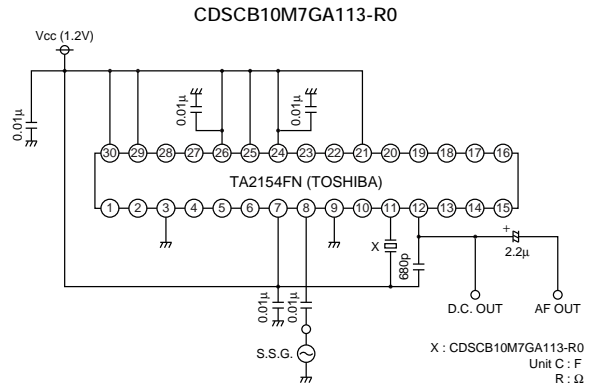 CDSCB10M7GA113-R0
Vcc (1.2V)
0.01μ
0.01μ
0.01μ
30 29 28 27 26 25 24 23 22 21 20 19 18 17 16
TA2154FN (TOSHIBA)
1 2 3 4 5 6 7 8 9 10 11 12 13 14 15
X
680p
+
2.2μ
0.01μ
0.01μ
D.C. OUT
AF OUT
S.S.G.
X : CDSCB10M7GA113-R0
Unit C : F
R : Ω